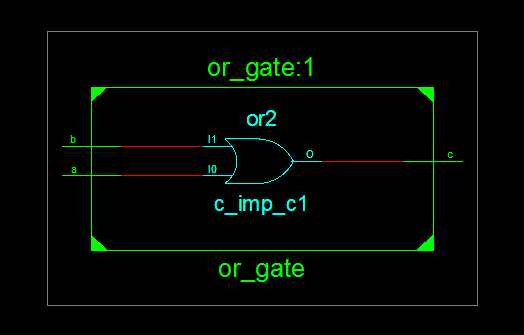 or_gate:1
or2
b
I1
O
c
a
I0
c_imp_c1
or_gate